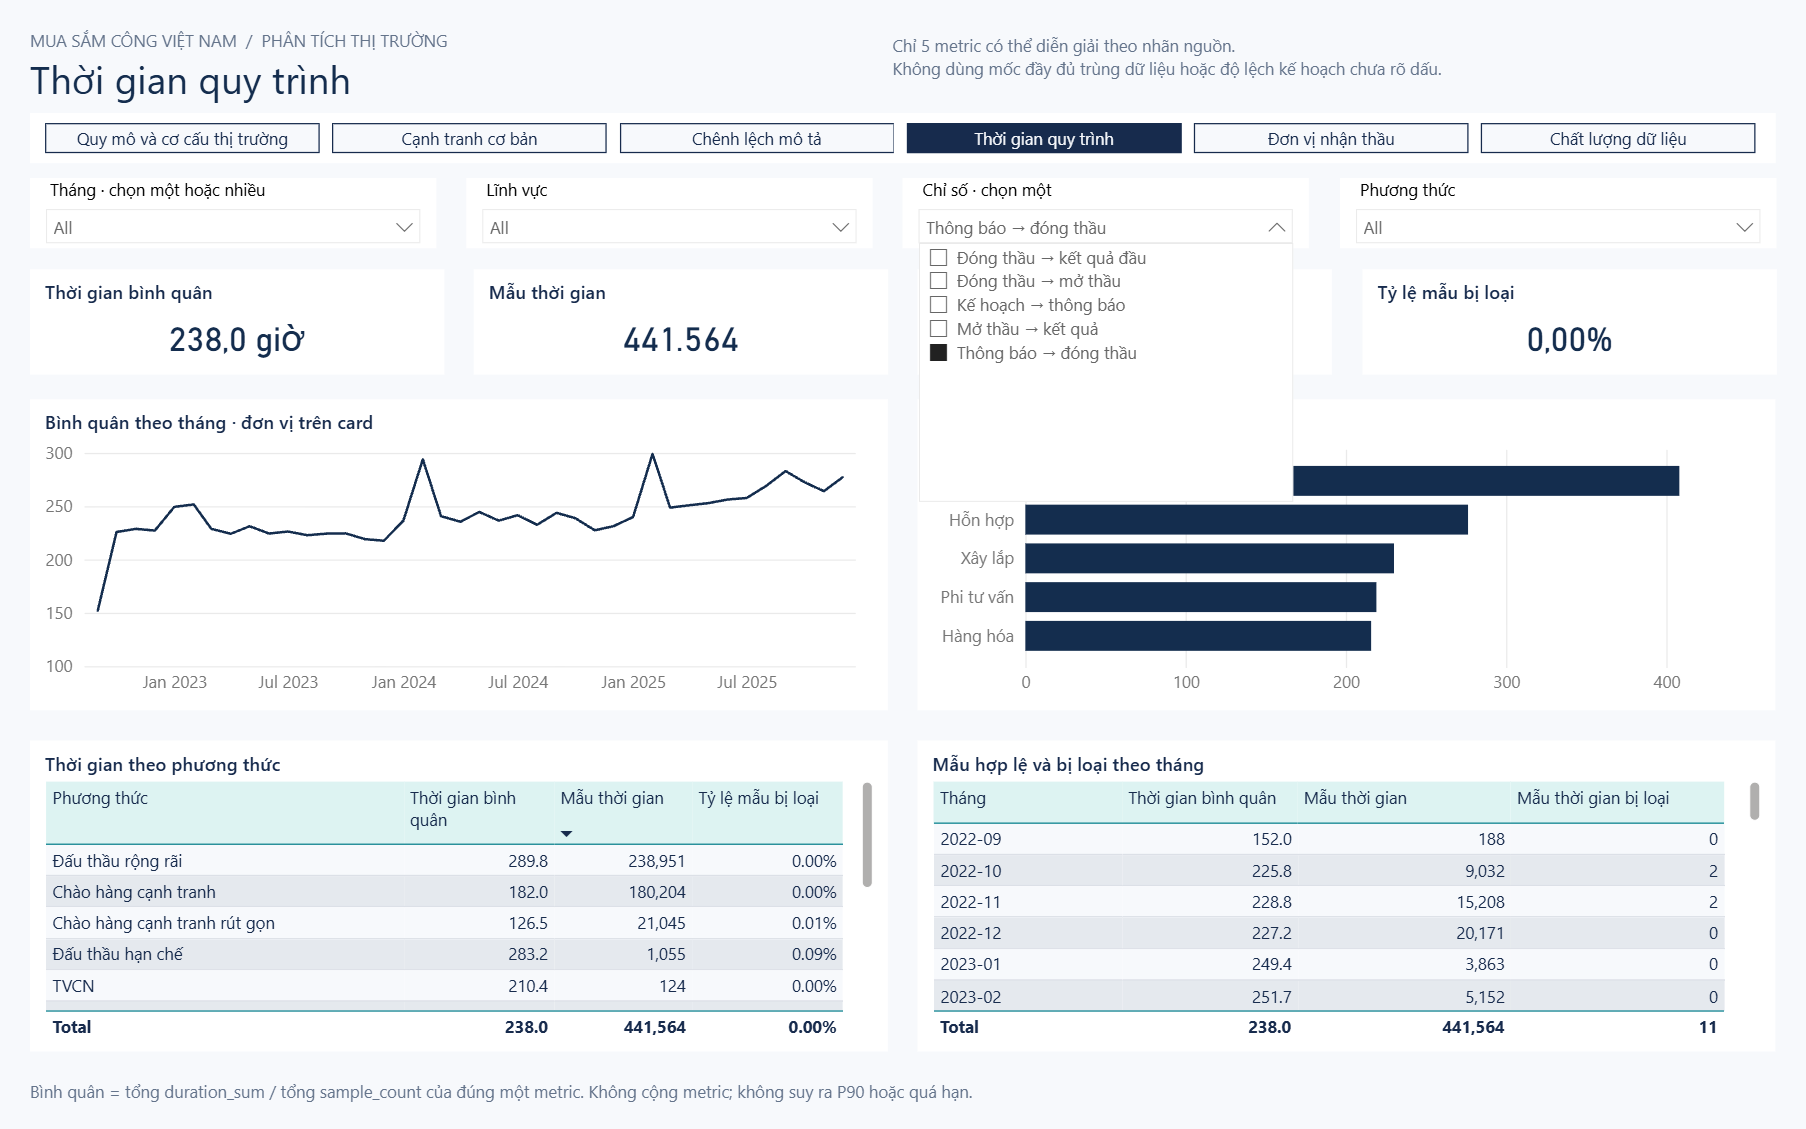 MUA SẮM CÔNG VIỆT NAM / PHÂN TÍCH THỊ TRƯỜNG
Thời gian quy trình
Chỉ 5 metric có thể diễn giải theo nhãn nguồn.
Không dùng mốc đầy đủ trùng dữ liệu hoặc độ lệch kế hoạch chưa rõ dấu.
Quy mô và cơ cấu thị trường
Cạnh tranh cơ bản
Chênh lệch mô tả
Thời gian quy trình
Đơn vị nhận thầu
Chất lượng dữ liệu
Tháng · chọn một hoặc nhiều
All
Lĩnh vực
All
Chỉ số · chọn một
Thông báo → đóng thầu
Đóng thầu → kết quả đầu
Đóng thầu → mở thầu
Kế hoạch → thông báo
Mở thầu → kết quả
Thông báo → đóng thầu
Phương thức
All
Thời gian bình quân
238,0 giờ
Mẫu thời gian
441.564
Tỷ lệ mẫu bị loại
0,00%
Bình quân theo tháng · đơn vị trên card
300
250
200
150
100
Jan 2023 Jul 2023 Jan 2024 Jul 2024 Jan 2025 Jul 2025
Hỗn hợp
Xây lắp
Phi tư vấn
Hàng hóa
0 100 200 300 400
Thời gian theo phương thức
Phương thức Thời gian bình quân Mẫu thời gian Tỷ lệ mẫu bị loại
Đấu thầu rộng rãi 289.8 238,951 0.00%
Chào hàng cạnh tranh 182.0 180,204 0.00%
Chào hàng cạnh tranh rút gọn 126.5 21,045 0.01%
Đấu thầu hạn chế 283.2 1,055 0.09%
TVCN 210.4 124 0.00%
Total 238.0 441,564 0.00%
Mẫu hợp lệ và bị loại theo tháng
Tháng Thời gian bình quân Mẫu thời gian Mẫu thời gian bị loại
2022-09 152.0 188 0
2022-10 225.8 9,032 2
2022-11 228.8 15,208 2
2022-12 227.2 20,171 0
2023-01 249.4 3,863 0
2023-02 251.7 5,152 0
Total 238.0 441,564 11
Bình quân = tổng duration_sum / tổng sample_count của đúng một metric. Không cộng metric; không suy ra P90 hoặc quá hạn.